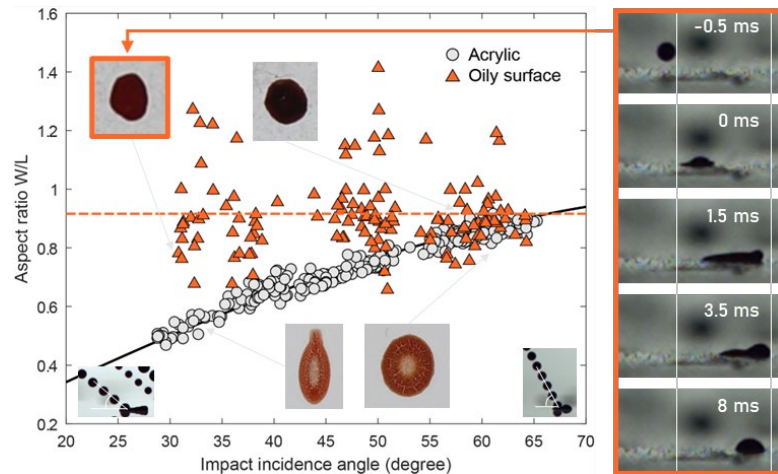 1.6
1.4
1.2
1.0
0.8
0.6
0.4
0.2
Aspect ratio W/L
Acrylic
Oily surface
20 25 30 35 40 45 50 55 60 65 70
Impact incidence angle (degree)
-0.5 ms
0 ms
1.5 ms
3.5 ms
8 ms